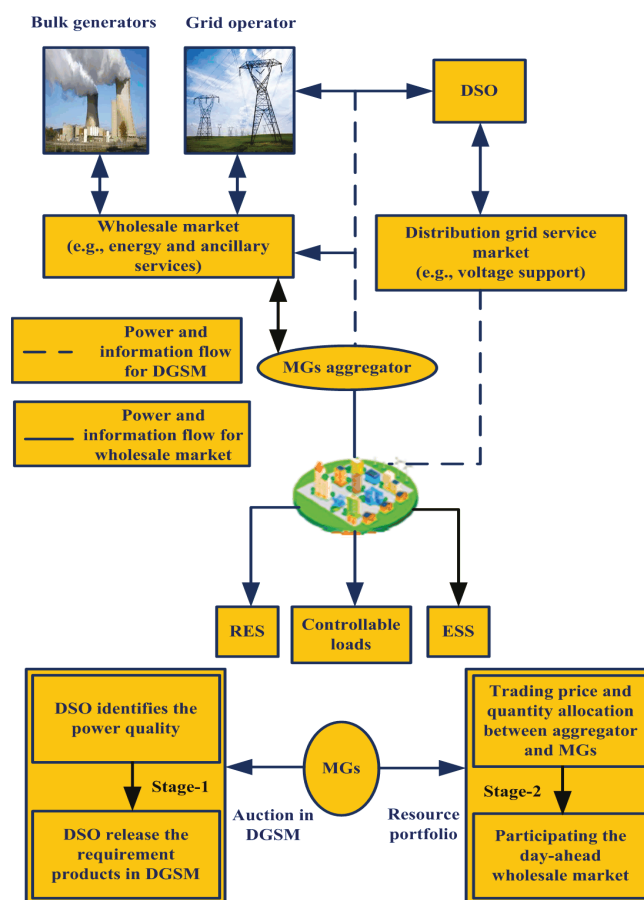 Bulk generators
Grid operator
DSO
Wholesale market
(e.g., energy and ancillary
services)
Distribution grid service
market
(e.g., voltage support)
Power and
information flow
for DGSM
MGs aggregator
Power and
information flow for
wholesale market
RES
Controllable
loads
ESS
DSO identifies the
power quality
Stage-1
DSO release the
requirement
products in DGSM
MGs
Auction in
DGSM
Resource
portfolio
Trading price and
quantity allocation
between aggregator
and MGs
Stage-2
Participating the
day-ahead
wholesale market